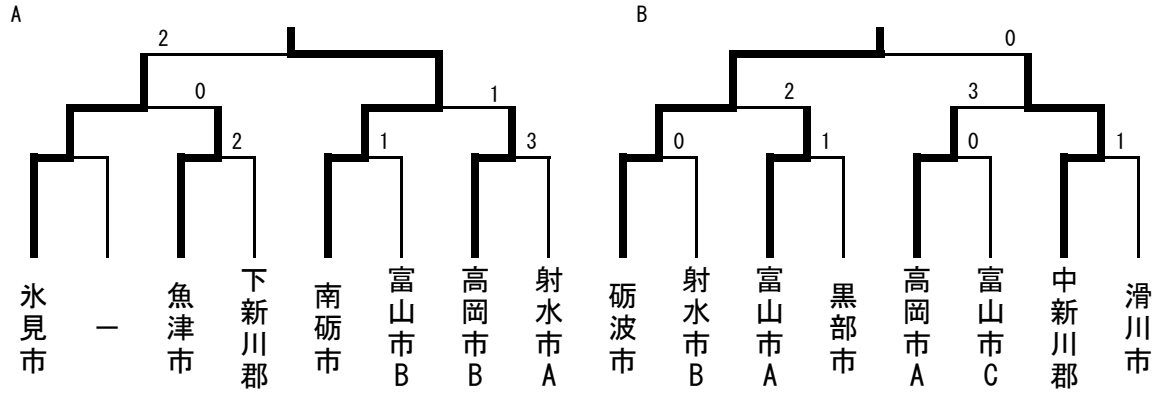 A
B
2
0
0
1
2
3
2
1
3
0
1
0
1
氷見市
－
魚津市
下新川郡
南砺市
富山市B
高岡市B
射水市A
砺波市
射水市B
富山市A
黒部市
高岡市A
富山市C
中新川郡
滑川市